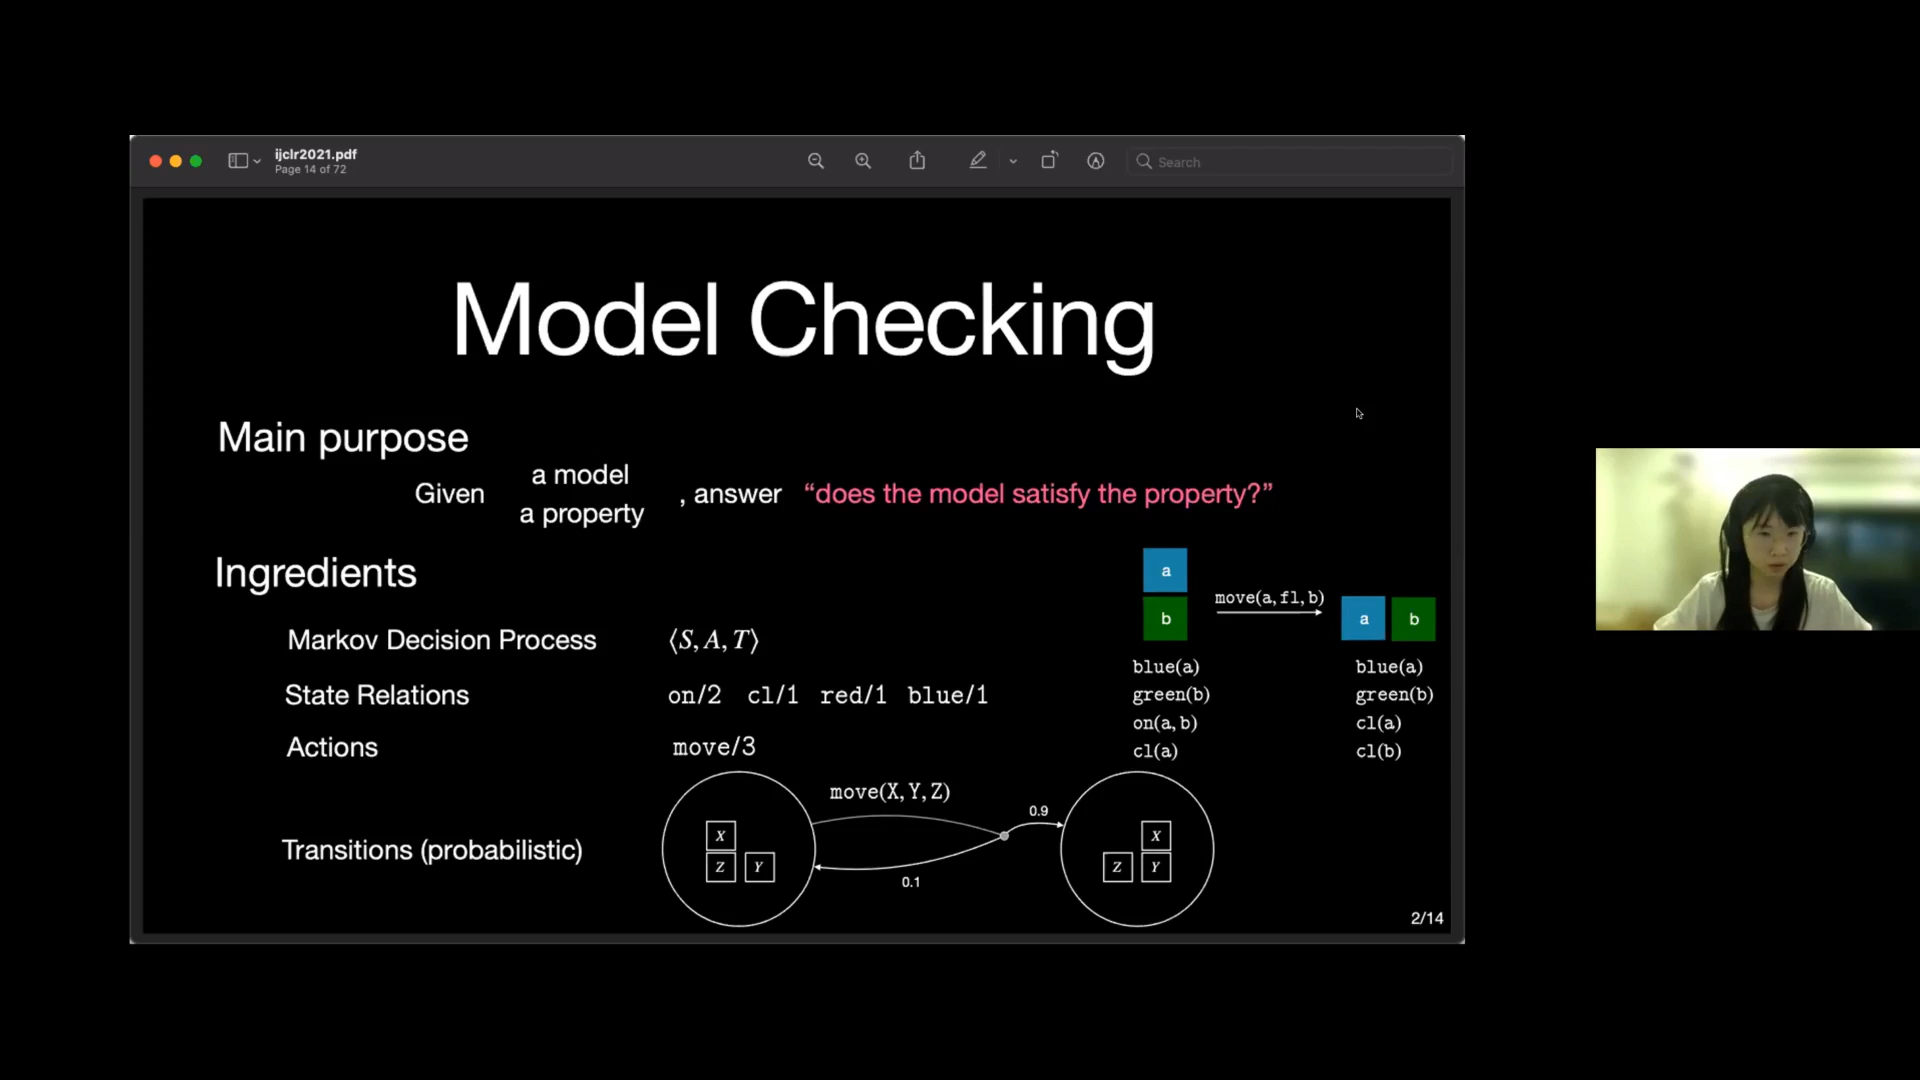 ijclr2021.pdf
Page 14 of 72
Search
Model Checking
Main purpose
Given a model a property , answer “does the model satisfy the property?”
Ingredients
Markov Decision Process ⟨S, A, T⟩
State Relations on/2 cl/1 red/1 blue/1
Actions move/3
Transitions (probabilistic)
a
b
move(a, fl, b)
a b
blue(a)
green(b)
on(a, b)
cl(a)
blue(a)
green(b)
cl(a)
cl(b)
X
Z Y
move(X, Y, Z)
0.9
0.1
X
Z Y
2/14